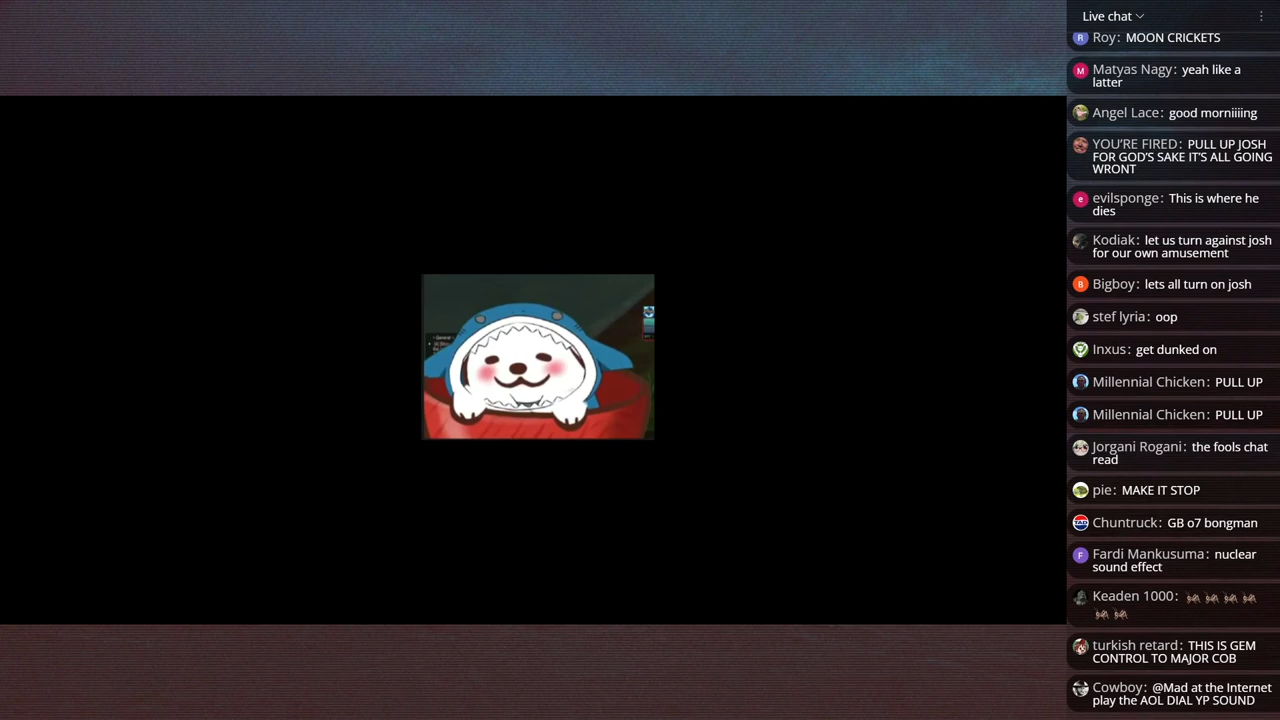 Live chat
R Roy: MOON CRICKETS
M Matyas Nagy: yeah like a
latter
Angel Lace: good morniiing
YOU'RE FIRED: PULL UP JOSH
FOR GOD'S SAKE IT'S ALL GOING
WRONT
e evilsponge: This is where he
dies
Kodiak: let us turn against josh
for our own amusement
B Bigboy: lets all turn on josh
stef lyria: oop
Inxus: get dunked on
Millennial Chicken: PULL UP
Millennial Chicken: PULL UP
Jorgani Rogani: the fools chat
read
pie: MAKE IT STOP
Chuntruck: GB o7 bongman
F Fardi Mankusuma: nuclear
sound effect
Keaden 1000:
turkish retard: THIS IS GEM
CONTROL TO MAJOR COB
Cowboy: @Mad at the Internet
play the AOL DIAL YP SOUND